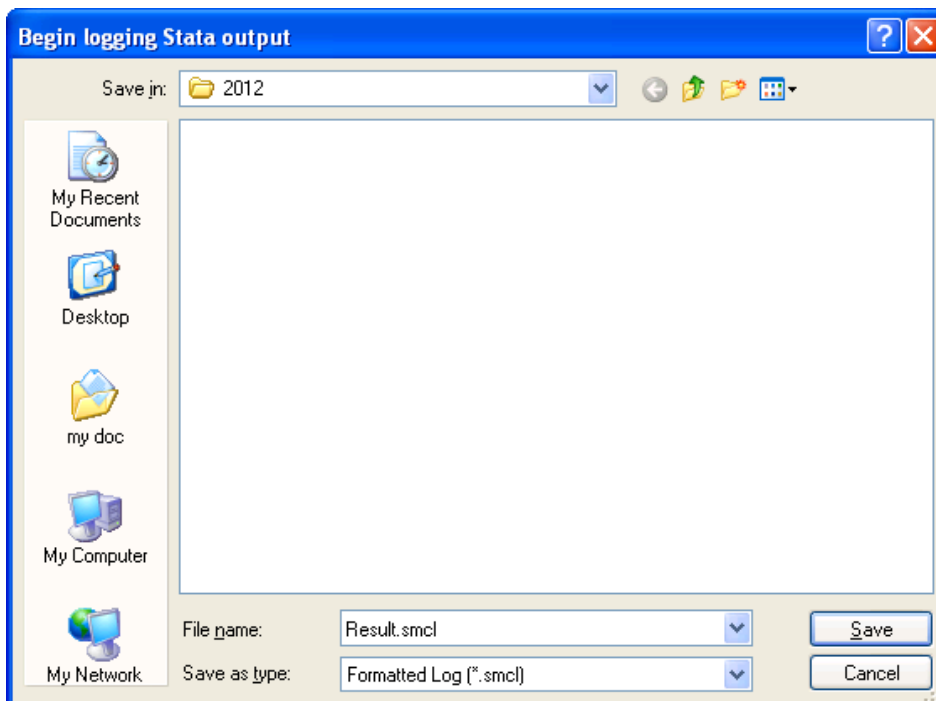 Begin logging Stata output
Save in:
2012
My Recent
Documents
Desktop
my doc
My Computer
My Network
File name:
Result.smcl
Save
Save as type:
Formatted Log (*.smcl)
Cancel